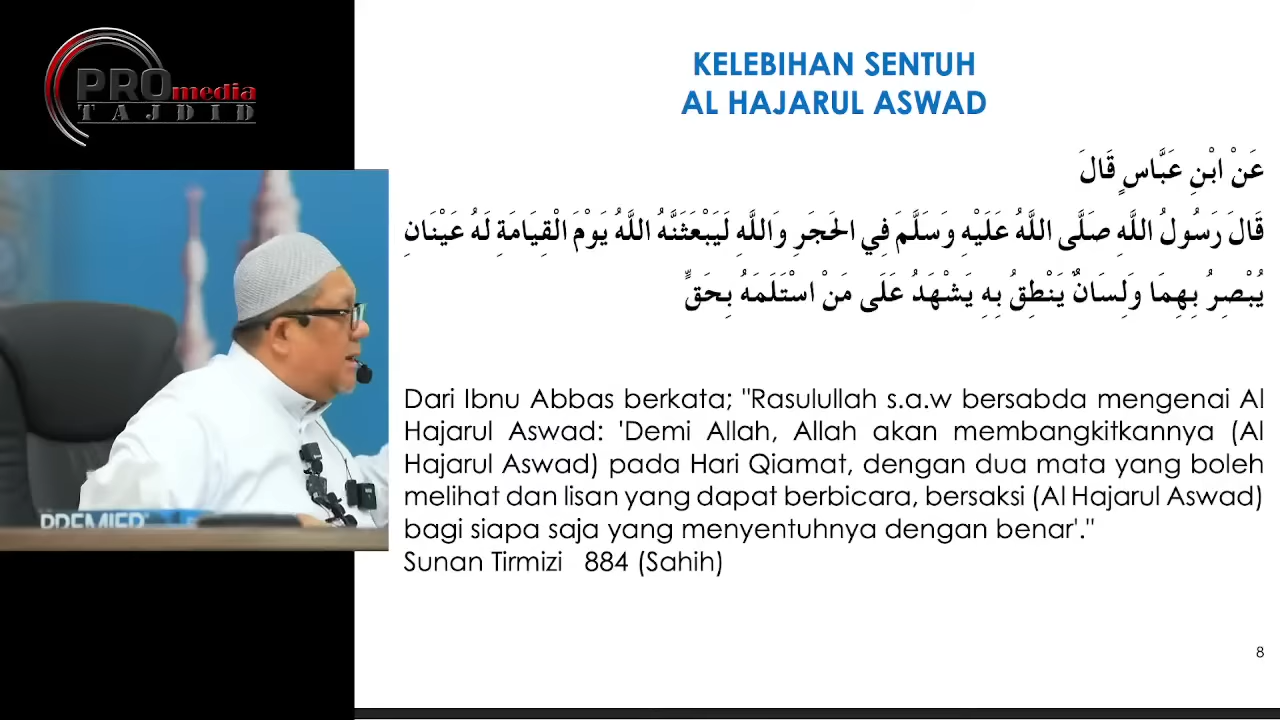 PROmedia
TAJDID
KELEBIHAN SENTUH
AL HAJARUL ASWAD
عَنْ ابْنِ عَبَّاسٍ قَالَ
قَالَ رَسُولُ اللَّهِ صَلَّى اللَّهُ عَلَيْهِ وَسَلَّمَ فِي الْحَجَرِ وَاللَّهِ لَيَبْعَثَنَّهُ اللَّهُ يَوْمَ الْقِيَامَةِ لَهُ عَيْنَانِ
يُبْصِرُ بِهِمَا وَلِسَانٌ يَنْطِقُ بِهِ يَشْهَدُ عَلَى مَنْ اسْتَلَمَهُ بِحَقٍّ
Dari Ibnu Abbas berkata; "Rasulullah s.a.w bersabda mengenai Al
Hajarul Aswad: 'Demi Allah, Allah akan membangkitkannya (Al
Hajarul Aswad) pada Hari Qiamat, dengan dua mata yang boleh
melihat dan lisan yang dapat berbicara, bersaksi (Al Hajarul Aswad)
bagi siapa saja yang menyentuhnya dengan benar'."
Sunan Tirmizi 884 (Sahih)
PREMIER
8